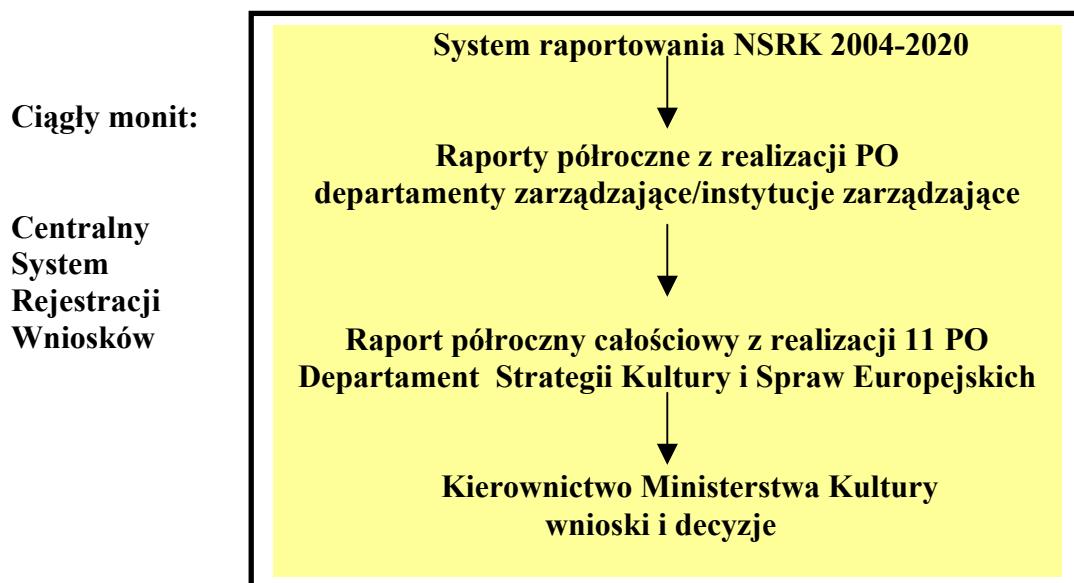 System raportowania NSRK 2004-2020
Ciągły monit:
Raporty półroczne z realizacji PO
departamenty zarządzające/instytucje zarządzające
Centralny
System
Rejestracji
Wniosków
Raport półroczny całościowy z realizacji 11 PO
Departament Strategii Kultury i Spraw Europejskich
Kierownictwo Ministerstwa Kultury
wnioski i decyzje